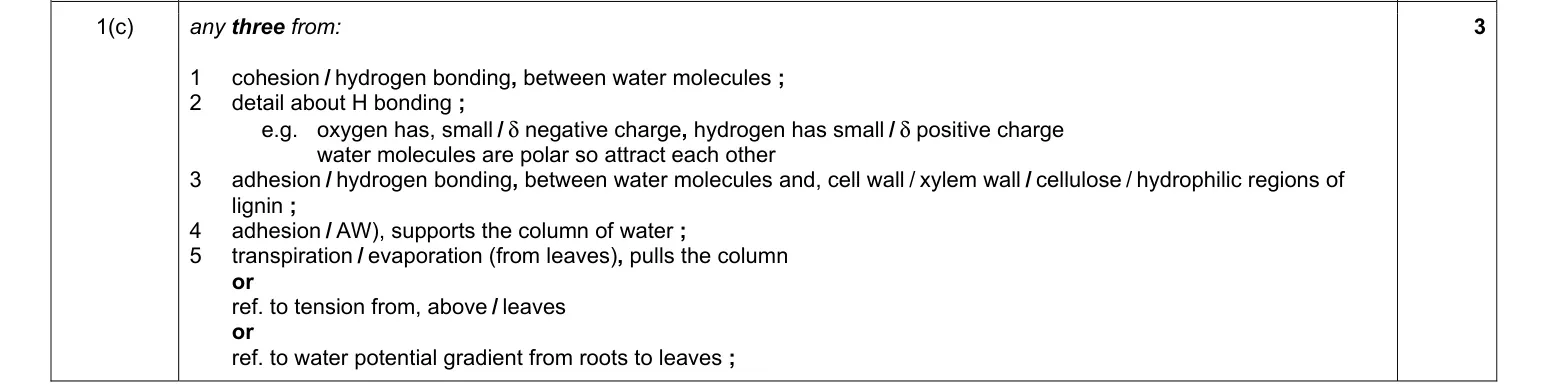 1(c) any three from: 3
1 cohesion / hydrogen bonding, between water molecules ;
2 detail about H bonding ;
e.g. oxygen has, small / δ negative charge, hydrogen has small / δ positive charge
water molecules are polar so attract each other
3 adhesion / hydrogen bonding, between water molecules and, cell wall / xylem wall / cellulose / hydrophilic regions of
lignin ;
4 adhesion / AW), supports the column of water ;
5 transpiration / evaporation (from leaves), pulls the column
or
ref. to tension from, above / leaves
or
ref. to water potential gradient from roots to leaves ;